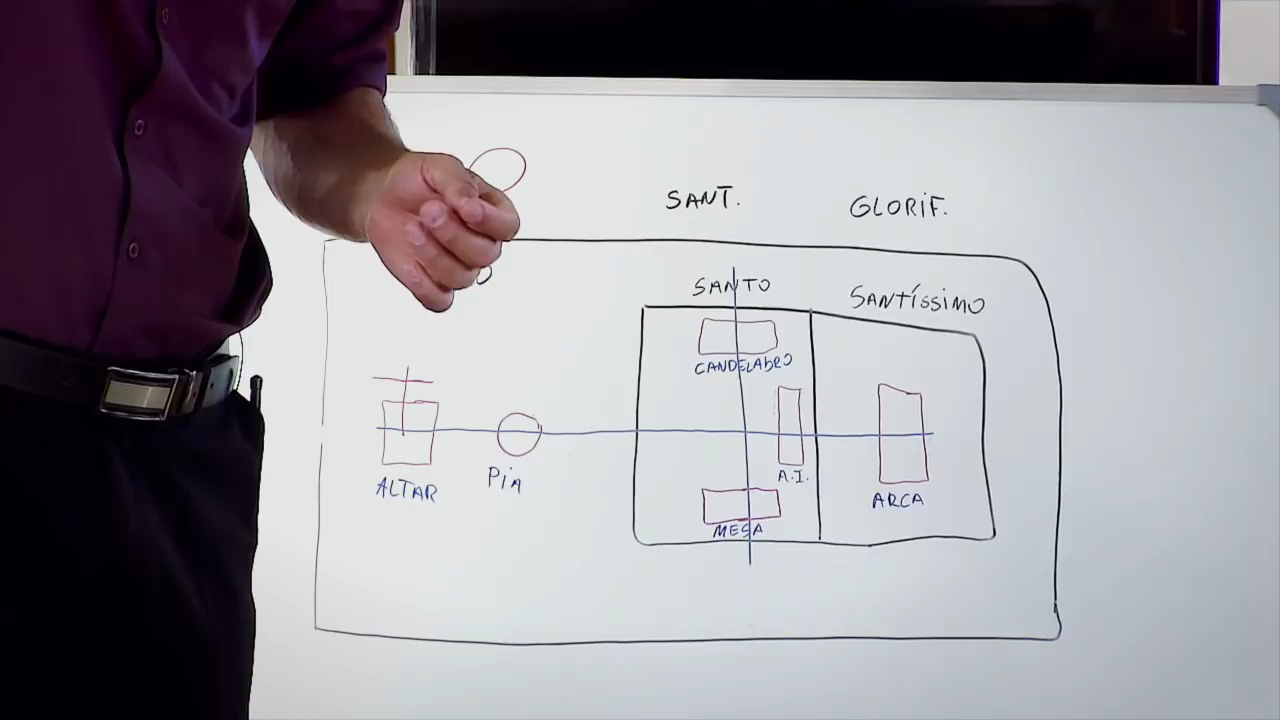 SANT. GLORIF.
SANTO SANTÍSSIMO
CANDELABRO
ALTAR PIA A.I. ARCA
MESA